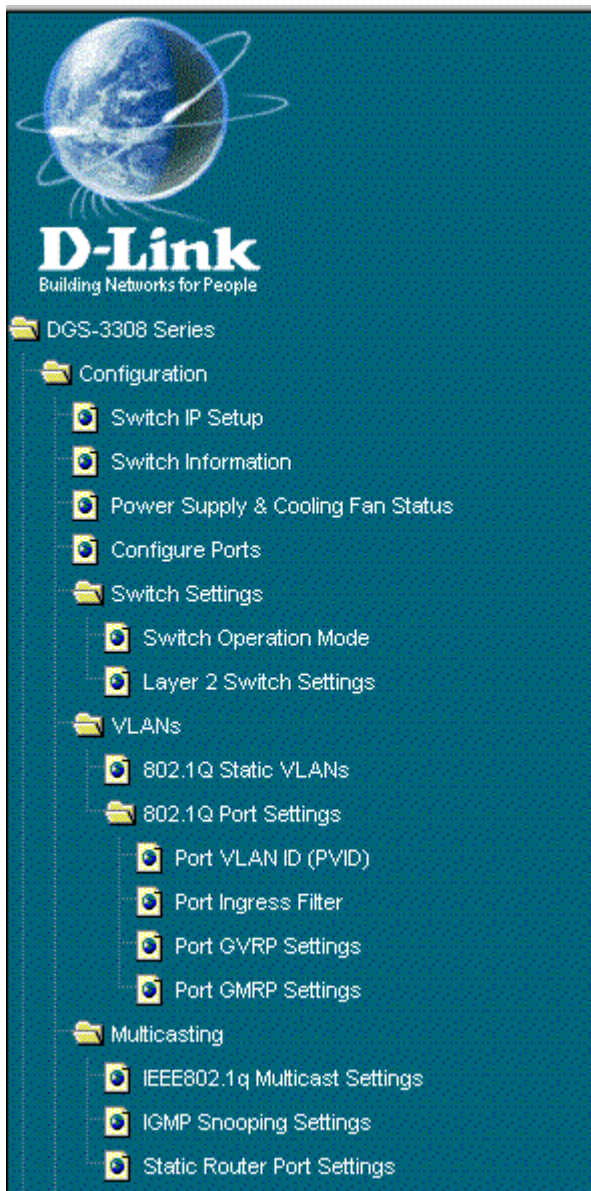 D-Link
Building Networks for People
DGS-3308 Series
Configuration
Switch IP Setup
Switch Information
Power Supply & Cooling Fan Status
Configure Ports
Switch Settings
Switch Operation Mode
Layer 2 Switch Settings
VLANs
802.1Q Static VLANs
802.1Q Port Settings
Port VLAN ID (PVID)
Port Ingress Filter
Port GVRP Settings
Port GMRP Settings
Multicasting
IEEE802.1q Multicast Settings
IGMP Snooping Settings
Static Router Port Settings